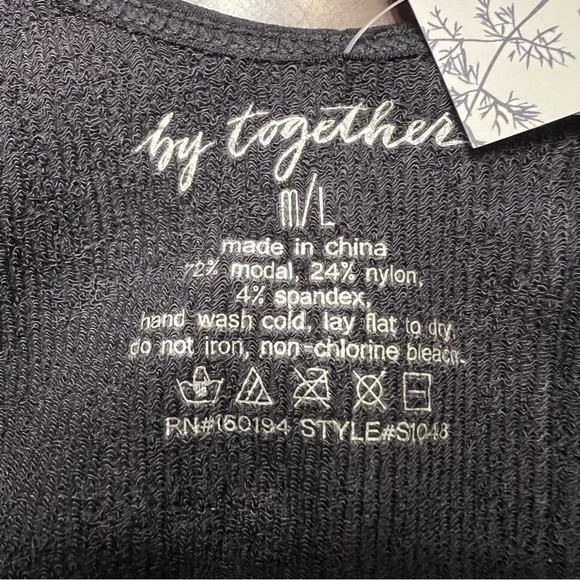 by together
m/L
made in china
72% modal, 24% nylon,
4% spandex,
hand wash cold, lay flat to dry,
do not iron, non-chlorine bleach.
RN#160194 STYLE#S1048